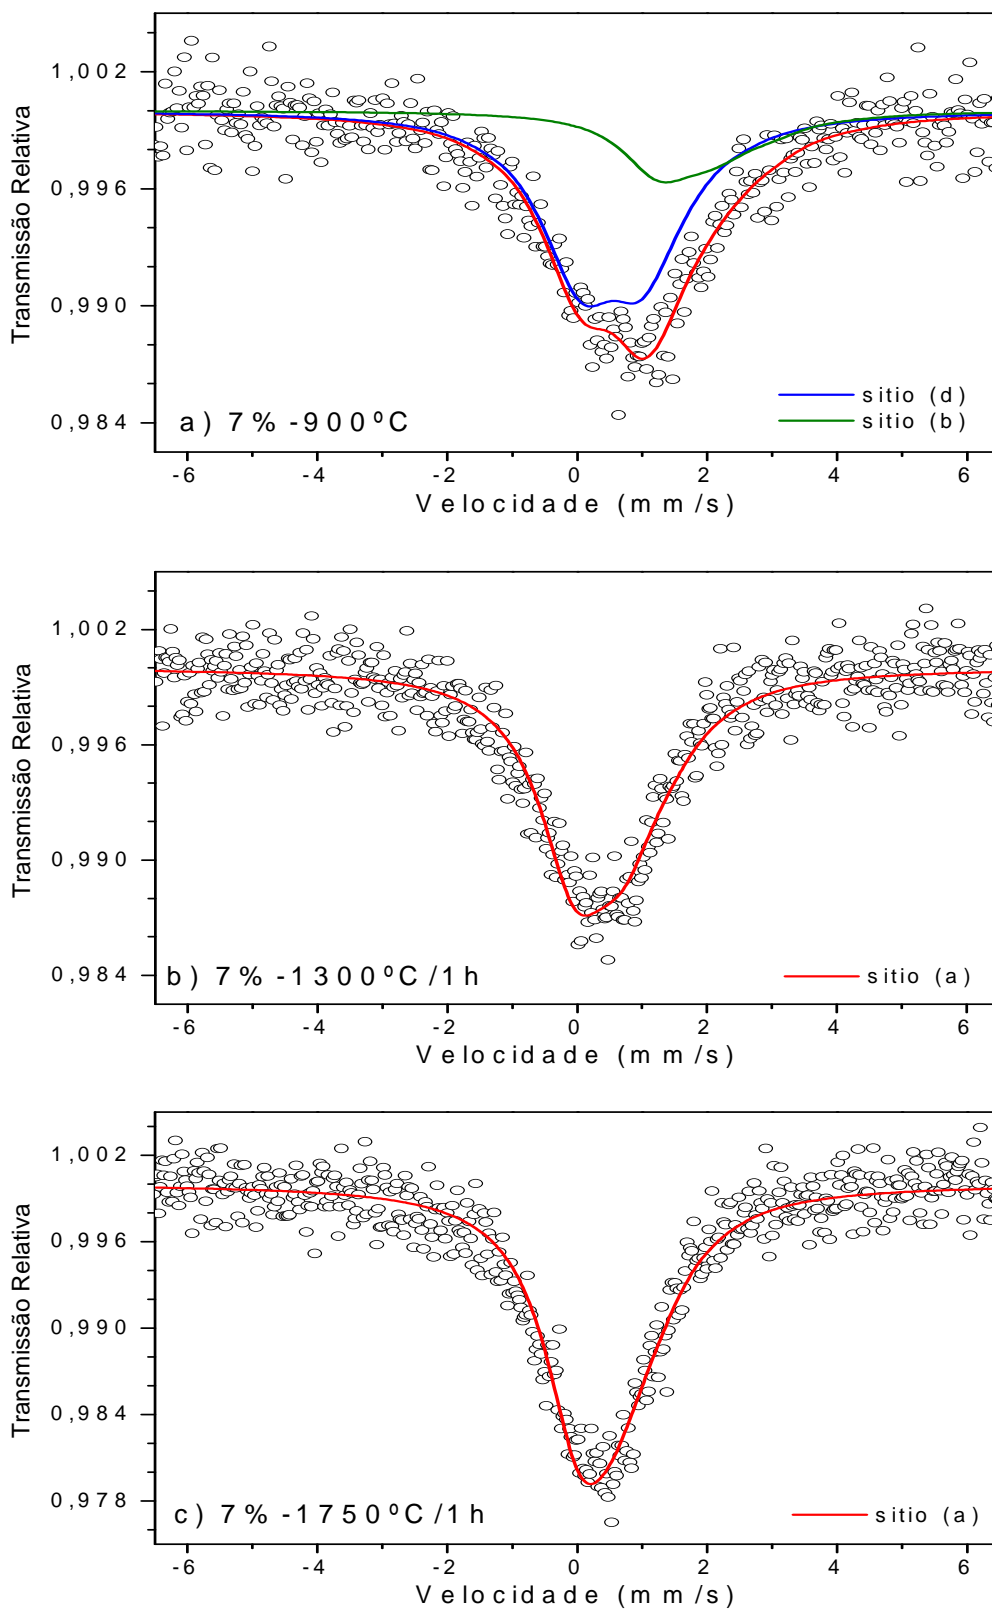 Transmissão Relativa
1,002
0,996
0,990
0,984
a) 7% -900ºC
sitio (d)
sitio (b)
-6 -4 -2 0 2 4 6
Velocidade (mm/s)
Transmissão Relativa
1,002
0,996
0,990
0,984
b) 7% -1300ºC/1h
sitio (a)
-6 -4 -2 0 2 4 6
Velocidade (mm/s)
Transmissão Relativa
1,002
0,996
0,990
0,984
0,978
c) 7% -1750ºC/1h
sitio (a)
-6 -4 -2 0 2 4 6
Velocidade (mm/s)